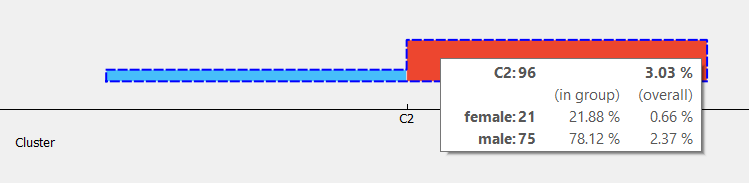 C2: 96 3.03 %
(in group) (overall)
female: 21 21.88 % 0.66 %
male: 75 78.12 % 2.37 %
C2
Cluster